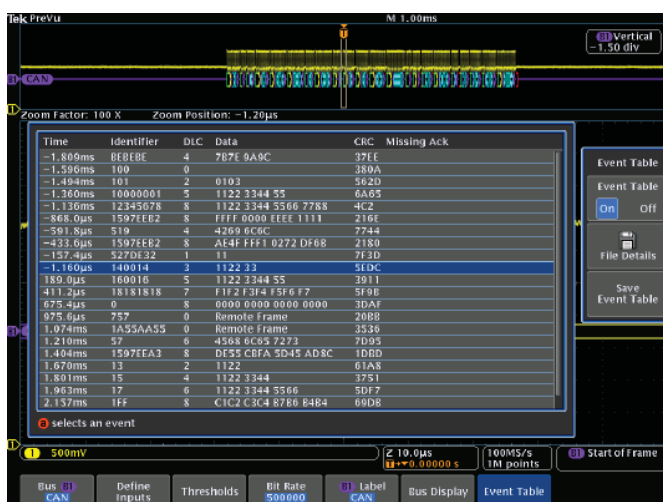 Tek PreVu M 1.00ms
B1 Vertical
-1.50 div
B1 CAN
Zoom Factor: 100 X Zoom Position: -1.20µs
Time Identifier DLC Data CRC Missing Ack
-1.809ms BEBEBE 4 7B7E 9A9C 37EE
-1.596ms 100 0 380A
-1.494ms 101 2 0103 562D
-1.360ms 10000001 5 1122 3344 55 6A65
-1.136ms 12345678 8 1122 3344 5566 7788 4C2
-868.0µs 1597EEB2 8 FFFF 0000 EEEE 1111 216E
-591.8µs 519 4 4269 6C6C 7744
-433.6µs 1597EEB2 8 AE4F FFF1 0272 DF6B 2180
-157.4µs 527DE32 1 11 7F3D
-1.160µs 140014 3 1122 33 5EDC
189.0µs 160016 5 1122 3344 55 3911
411.2µs 18181818 7 F1F2 F3F4 F5F6 F7 5F9B
675.4µs 0 8 0000 0000 0000 0000 3DAF
975.6µs 757 0 Remote Frame 20BB
1.074ms 1A55AA55 0 Remote Frame 3536
1.210ms 57 6 4568 6C65 7273 7D95
1.404ms 1597EEA3 8 DE55 CBFA 5D45 AD8C 1DBD
1.670ms 13 2 1122 61A8
1.801ms 15 4 1122 3344 3751
1.963ms 17 6 1122 3344 5566 5DF7
2.157ms 1FF 8 C1C2 C3C4 B7B6 B4B4 69DB
a selects an event
Event Table
Event Table
On Off
File Details
Save
Event Table
1 500mV Z 10.0µs 100MS/s B1 Start of Frame
0.00000 s 1M points
Bus B1 Define Thresholds Bit Rate B1 Label Bus Display Event Table
CAN Inputs 500000 CAN